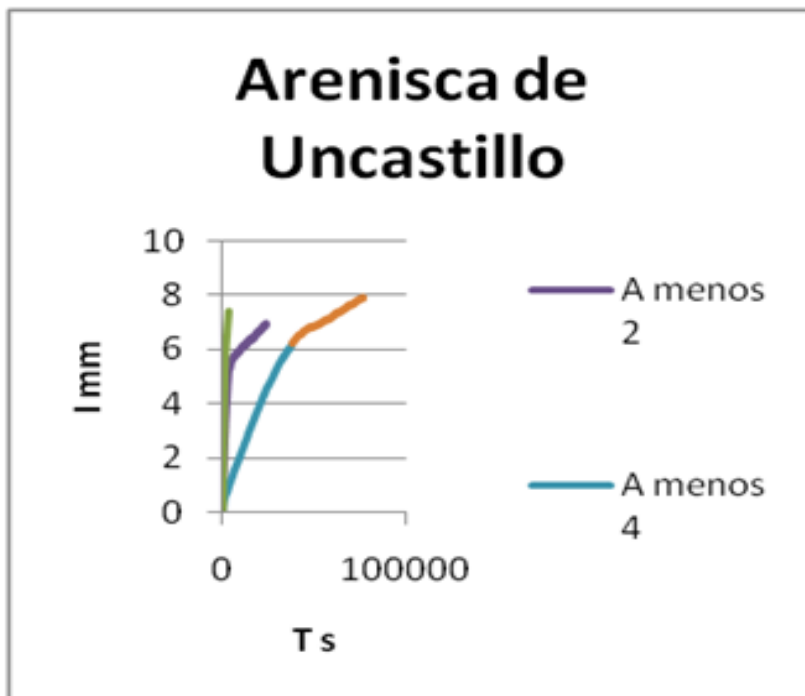 Arenisca de
Uncastillo
10
8
6
4
2
0
I mm
0
100000
T s
A menos
2
A menos
4